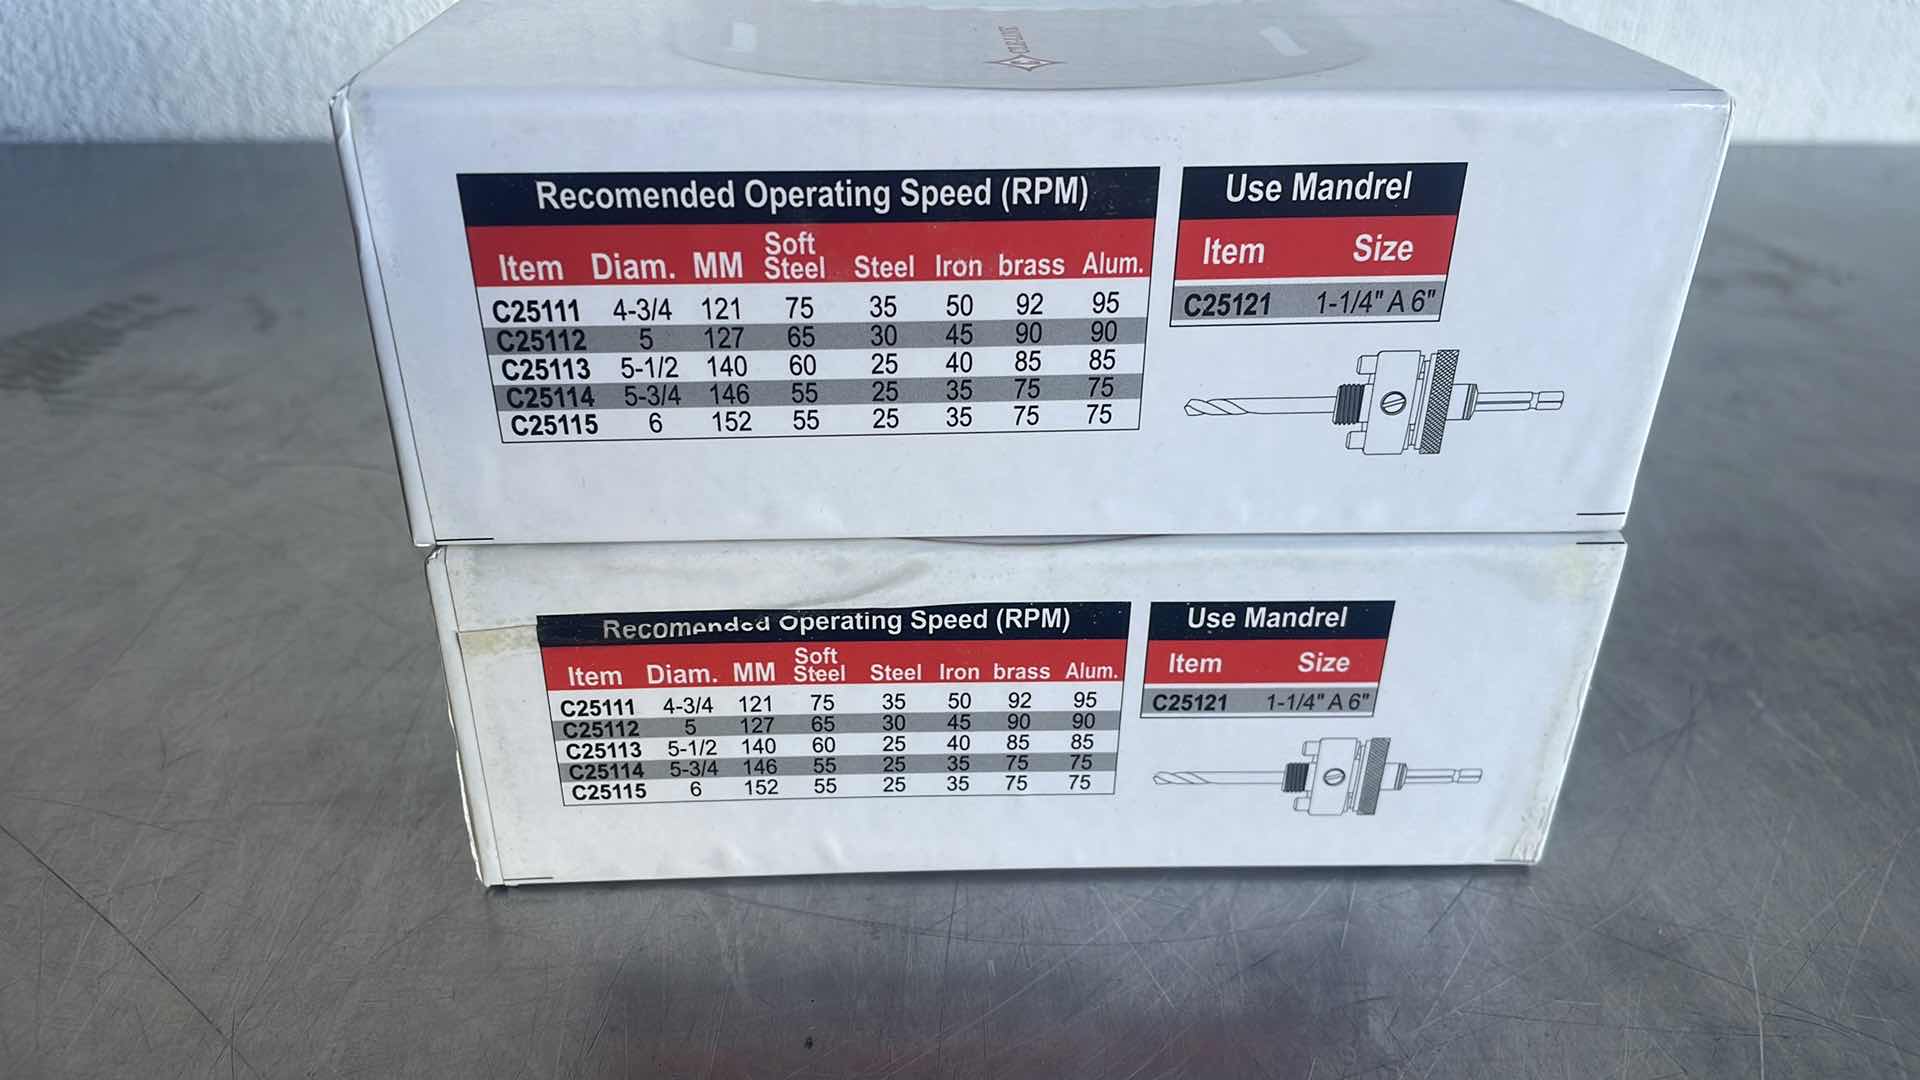 CLE-LINE
Recomended Operating Speed (RPM)
Item Diam. MM Soft Steel Steel Iron brass Alum.
C25111 4-3/4 121 75 35 50 92 95
C25112 5 127 65 30 45 90 90
C25113 5-1/2 140 60 25 40 85 85
C25114 5-3/4 146 55 25 35 75 75
C25115 6 152 55 25 35 75 75
Use Mandrel
Item Size
C25121 1-1/4" A 6"
Recomended Operating Speed (RPM)
Item Diam. MM Soft Steel Steel Iron brass Alum.
C25111 4-3/4 121 75 35 50 92 95
C25112 5 127 65 30 45 90 90
C25113 5-1/2 140 60 25 40 85 85
C25114 5-3/4 146 55 25 35 75 75
C25115 6 152 55 25 35 75 75
Use Mandrel
Item Size
C25121 1-1/4" A 6"